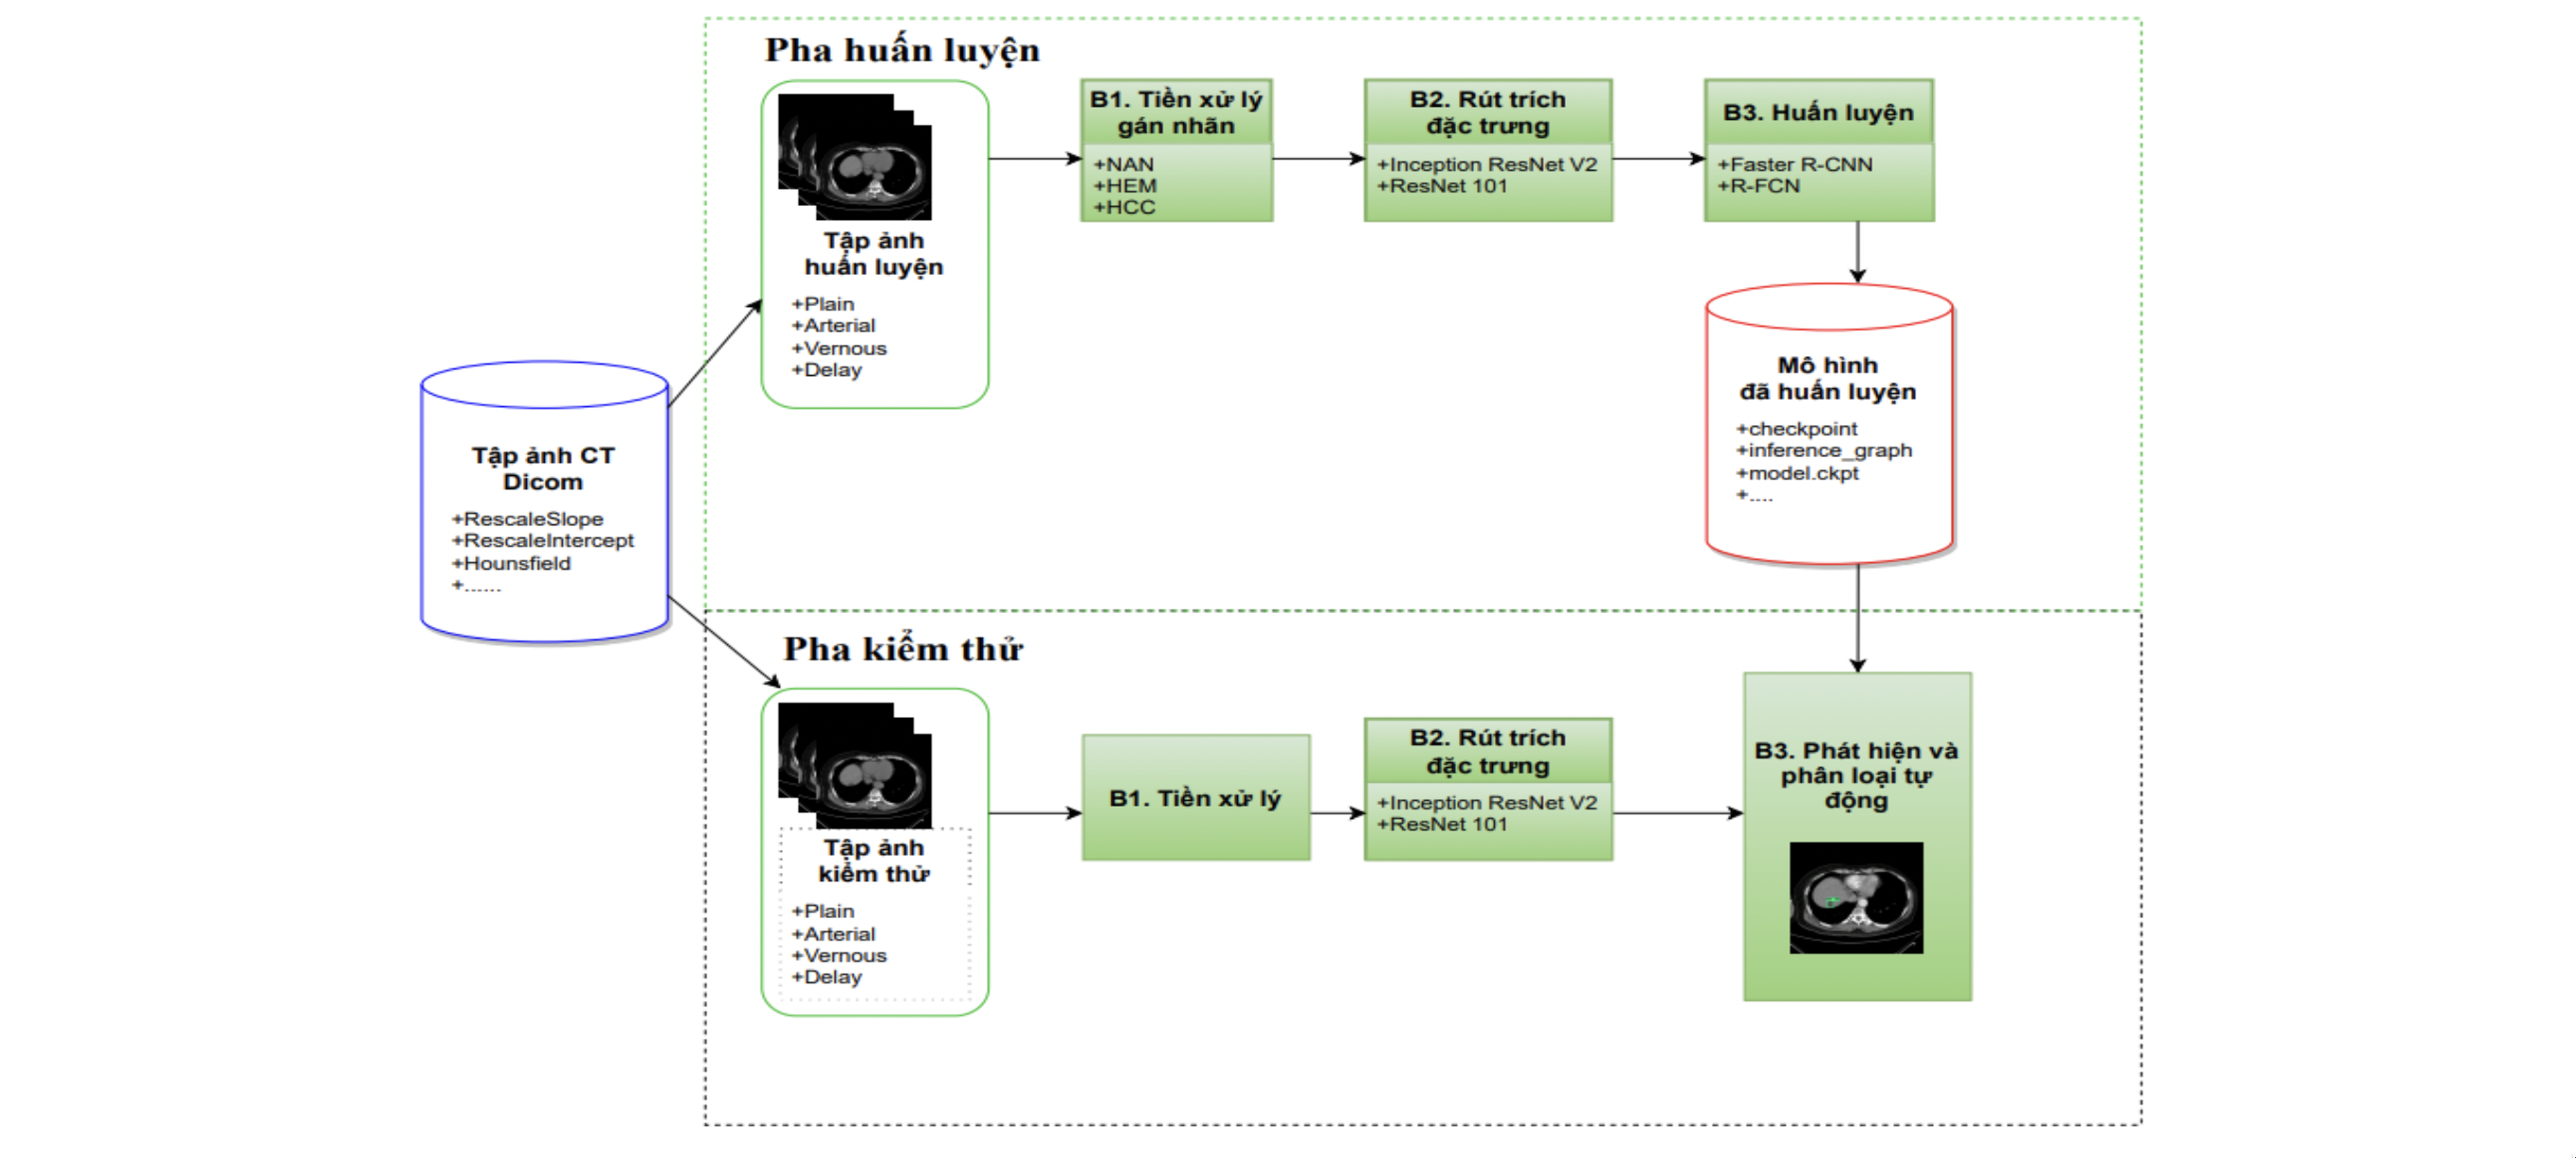 Pha huấn luyện
Tập ảnh
huấn luyện
+Plain
+Arterial
+Vernous
+Delay
B1. Tiền xử lý
gán nhãn
+NAN
+HEM
+HCC
B2. Rút trích
đặc trưng
+Inception ResNet V2
+ResNet 101
B3. Huấn luyện
+Faster R-CNN
+R-FCN
Mô hình
đã huấn luyện
+checkpoint
+inference_graph
+model.ckpt
+....
Tập ảnh CT
Dicom
+RescaleSlope
+RescaleIntercept
+Hounsfield
+......
Pha kiểm thử
Tập ảnh
kiểm thử
+Plain
+Arterial
+Vernous
+Delay
B1. Tiền xử lý
B2. Rút trích
đặc trưng
+Inception ResNet V2
+ResNet 101
B3. Phát hiện và
phân loại tự
động